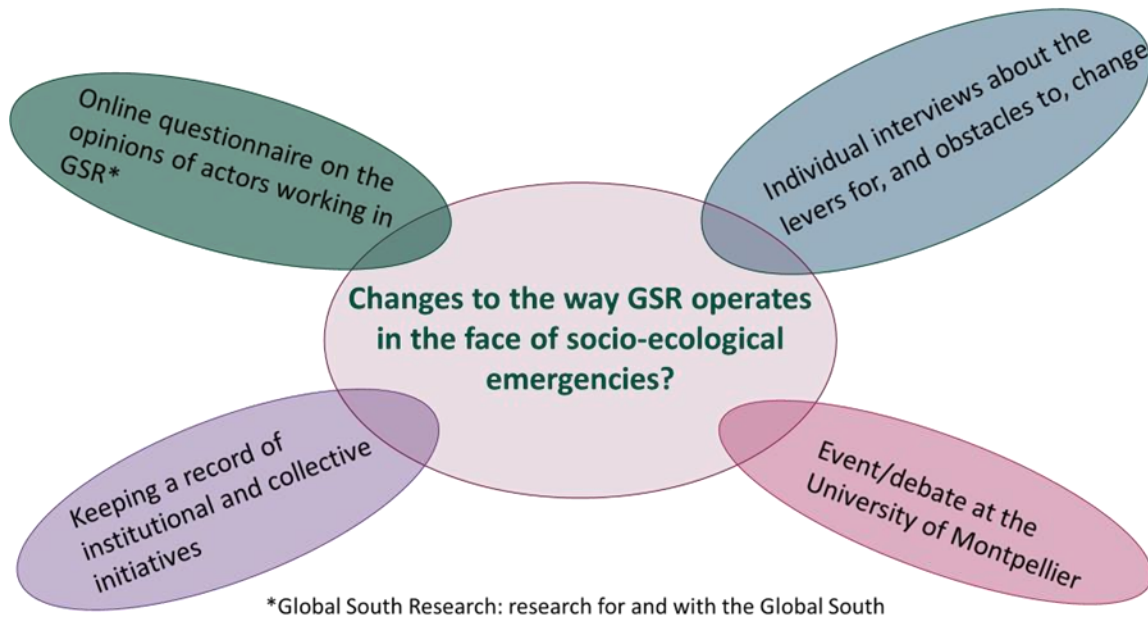 Online questionnaire on the
opinions of actors working in
GSR*
Individual interviews about the
levers for, and obstacles to, change
Changes to the way GSR operates
in the face of socio-ecological
emergencies?
Keeping a record of
institutional and collective
initiatives
Event/debate at the
University of Montpellier
*Global South Research: research for and with the Global South